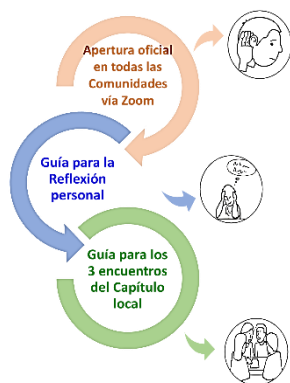 Apertura oficial
en todas las
Comunidades
vía Zoom
Guía para la
Reflexión
personal
Guía para los
3 encuentros
del Capítulo
local